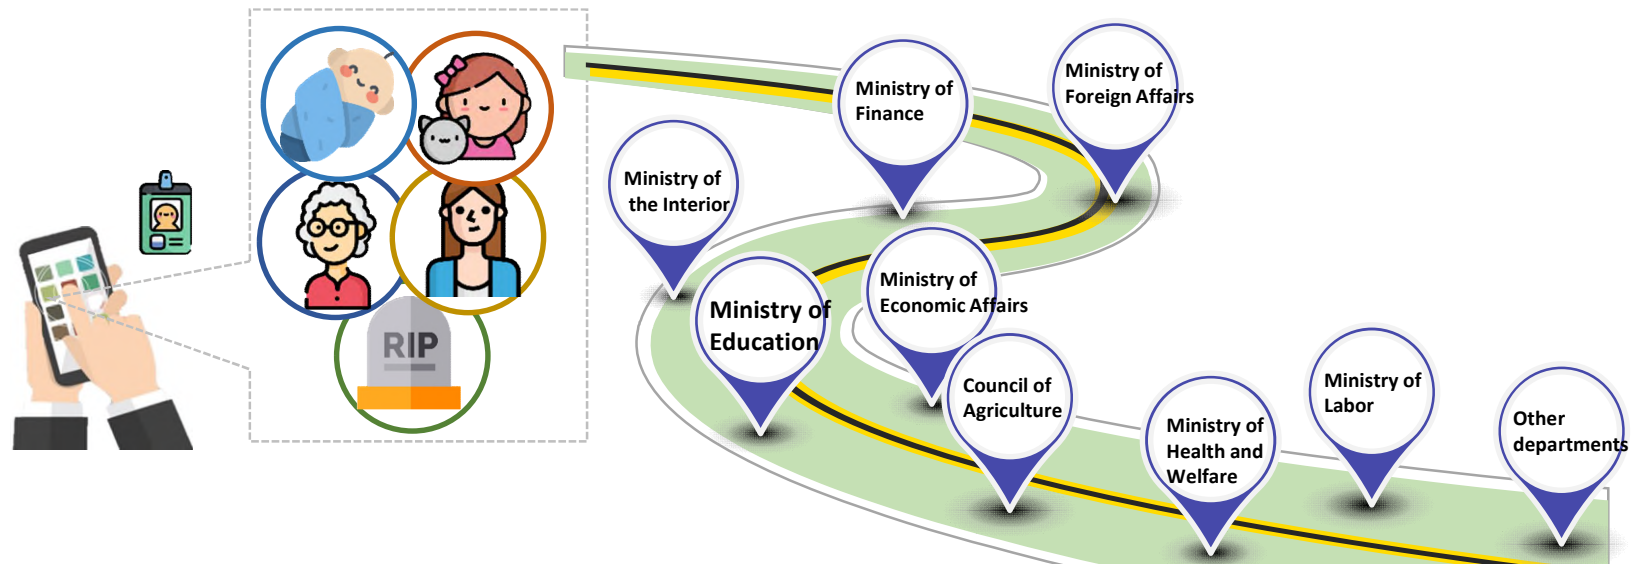 RIP
Ministry of
Finance
Ministry of
Foreign Affairs
Ministry of
the Interior
Ministry of
Education
Ministry of
Economic Affairs
Council of
Agriculture
Ministry of
Health and
Welfare
Ministry of
Labor
Other
departments